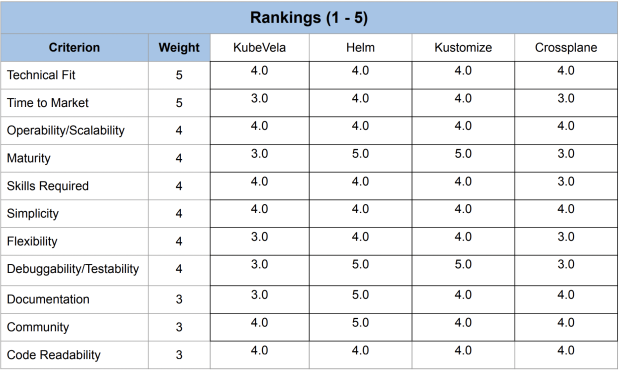 Rankings (1 - 5)
Criterion Weight KubeVela Helm Kustomize Crossplane
Technical Fit 5 4.0 4.0 4.0 4.0
Time to Market 5 3.0 4.0 4.0 3.0
Operability/Scalability 4 4.0 4.0 4.0 4.0
Maturity 4 3.0 5.0 5.0 3.0
Skills Required 4 4.0 4.0 4.0 3.0
Simplicity 4 4.0 4.0 4.0 4.0
Flexibility 4 3.0 4.0 4.0 3.0
Debuggability/Testability 4 3.0 5.0 5.0 3.0
Documentation 3 3.0 5.0 4.0 4.0
Community 3 4.0 5.0 4.0 4.0
Code Readability 3 4.0 4.0 4.0 4.0